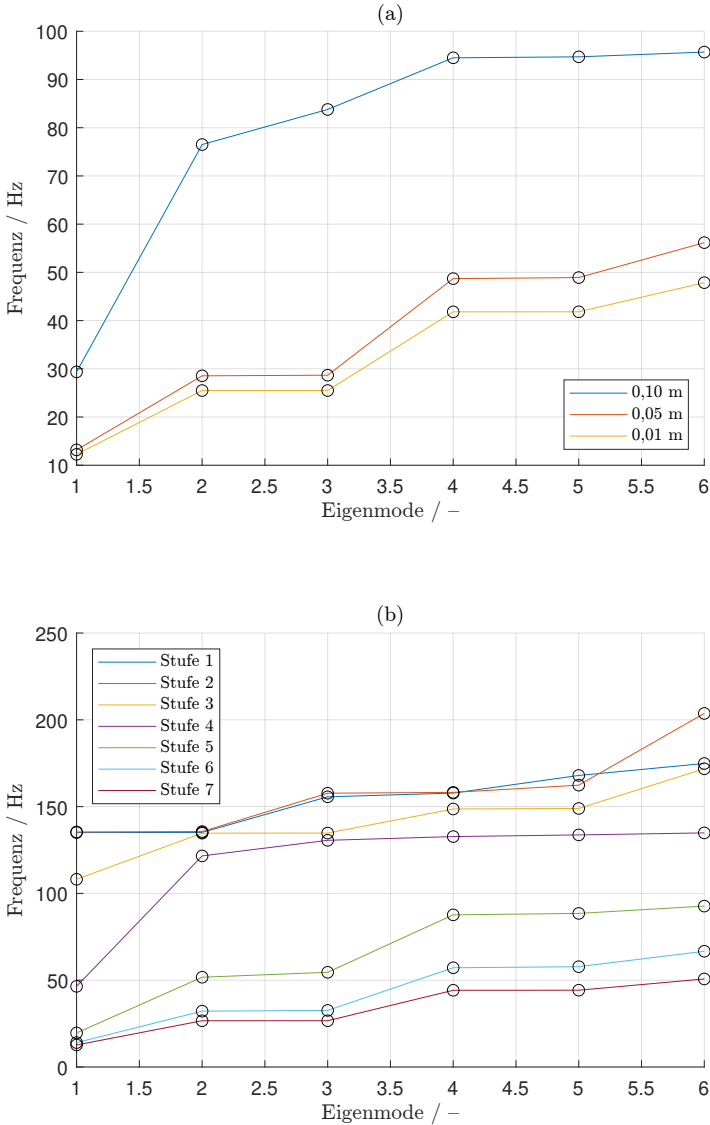 (a)
100
90
80
70
60
50
40
30
20
10
Frequenz / Hz
0,10 m
0,05 m
0,01 m
1 1.5 2 2.5 3 3.5 4 4.5 5 5.5 6
Eigenmode / –
(b)
250
200
150
100
50
0
Frequenz / Hz
Stufe 1
Stufe 2
Stufe 3
Stufe 4
Stufe 5
Stufe 6
Stufe 7
1 1.5 2 2.5 3 3.5 4 4.5 5 5.5 6
Eigenmode / –